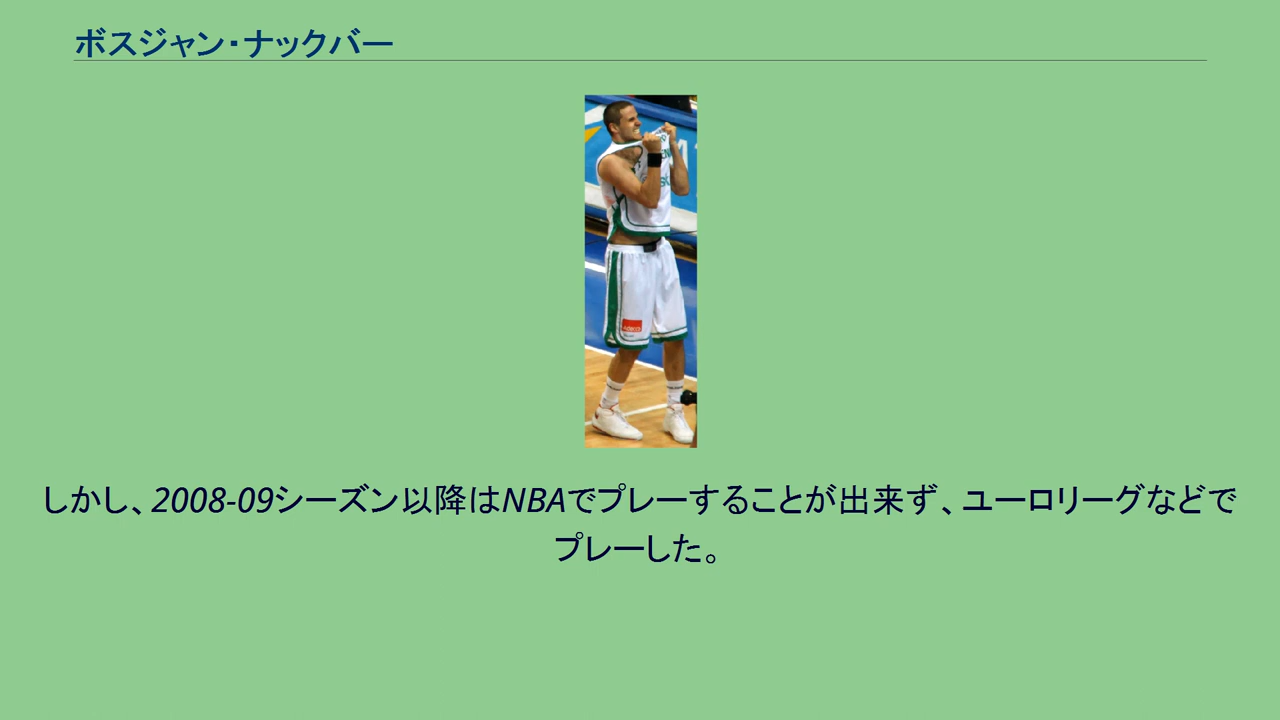 ボスジャン・ナックバー
しかし、2008-09シーズン以降はNBAでプレーすることが出来ず、ユーロリーグなどで
プレーした。